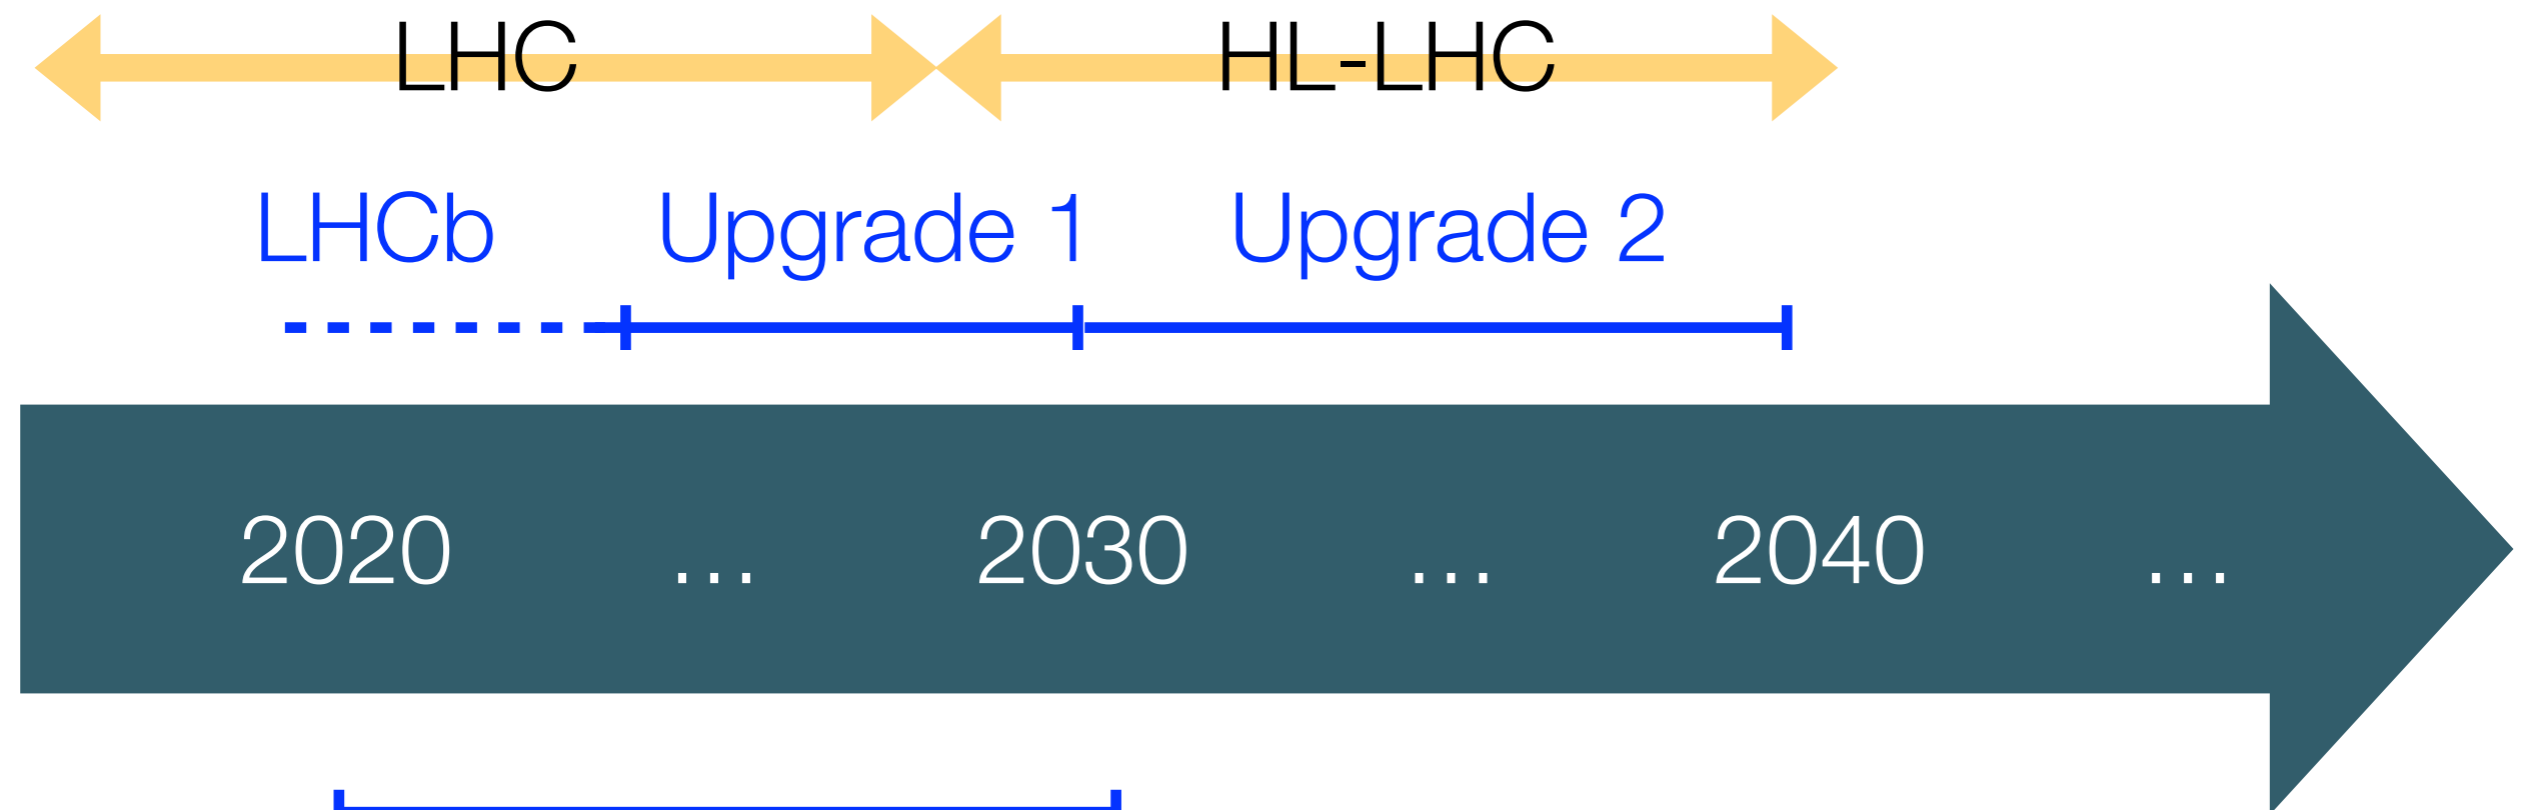 LHC HL-LHC
LHCb Upgrade 1 Upgrade 2
2020 ... 2030 ... 2040 ...